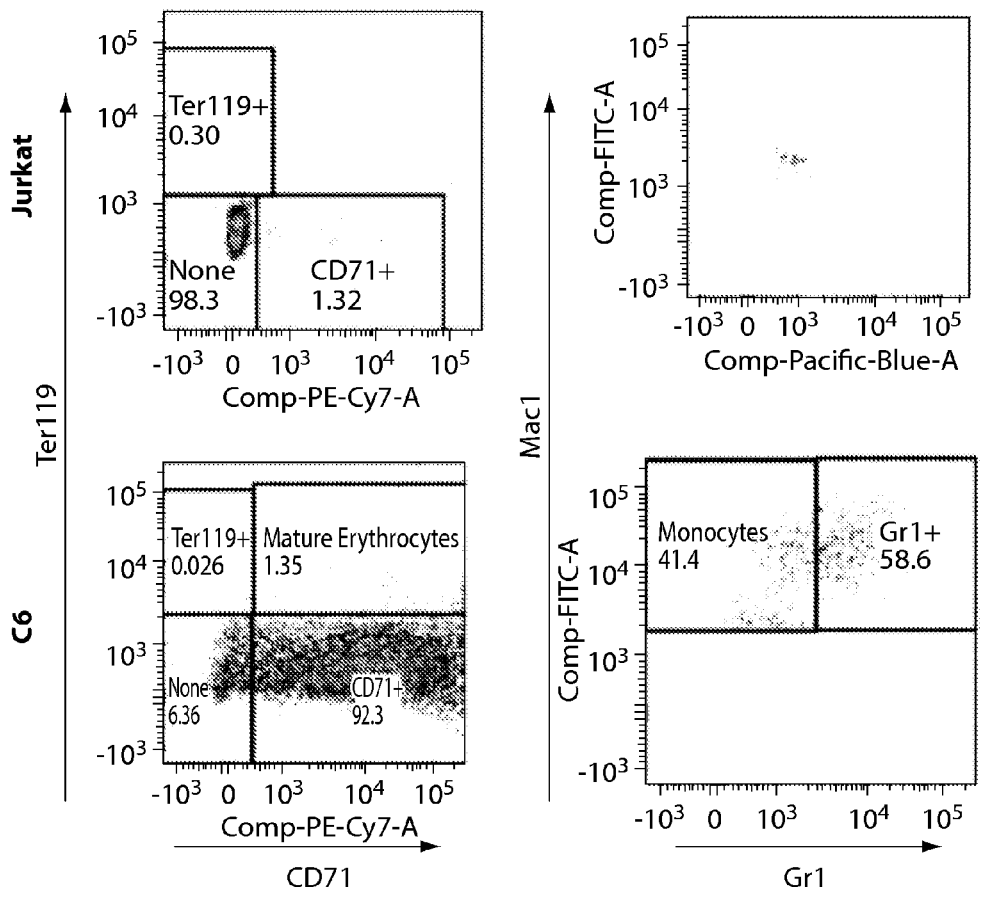 Jurkat
Ter119
10⁵
10⁴
10³
-10³
Ter119+
0.30
None
98.3
CD71+
1.32
-10³ 0 10³ 10⁴ 10⁵
Comp-PE-Cy7-A
Mac1
Comp-FITC-A
10⁵
10⁴
10³
-10³
-10³ 0 10³ 10⁴ 10⁵
Comp-Pacific-Blue-A
C6
10⁵
10⁴
10³
-10³
Ter119+
0.026
Mature Erythrocytes
1.35
None
6.36
CD71+
92.3
-10³ 0 10³ 10⁴ 10⁵
Comp-PE-Cy7-A
CD71
Comp-FITC-A
10⁵
10⁴
10³
-10³
Monocytes
41.4
Gr1+
58.6
-10³ 0 10³ 10⁴ 10⁵
Gr1